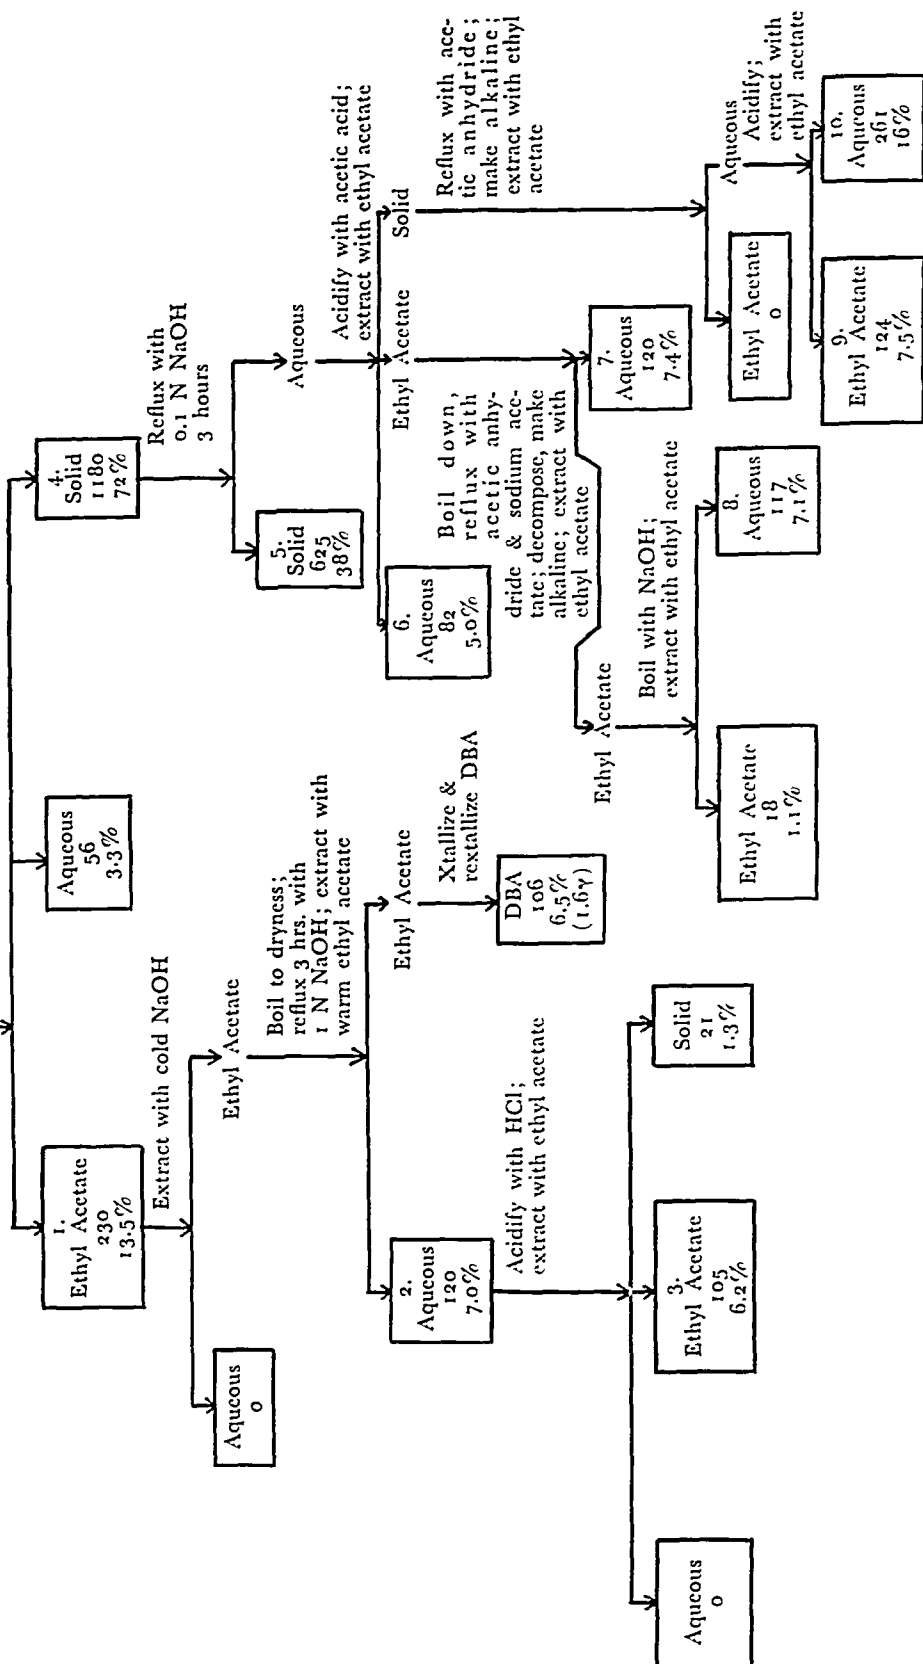 1.
Ethyl Acetate
230
13.5%
Aqueous
56
3.3%
4.
Solid
1180
72%
Extract with cold NaOH
Reflux with
0.1 N NaOH
3 hours
Aqueous
0
Ethyl Acetate
5.
Solid
625
38%
Aqueous
Boil to dryness;
reflux 3 hrs. with
1 N NaOH; extract with
warm ethyl acetate
Acidify with acetic acid;
extract with ethyl acetate
2.
Aqueous
120
7.0%
Ethyl Acetate
6.
Aqueous
82
5.0%
Ethyl Acetate
Solid
Xtallize &
rextallize DBA
Boil down,
reflux with
acetic anhy-
dride & sodium ace-
tate; decompose, make
alkaline; extract with
ethyl acetate
Reflux with ace-
tic anhydride;
make alkaline;
extract with ethyl
acetate
DBA
106
6.5%
(1.6γ)
Acidify with HCl;
extract with ethyl acetate
Aqueous
0
3.
Ethyl Acetate
105
6.2%
Solid
21
1.3%
Ethyl Acetate
7.
Aqueous
120
7.4%
Boil with NaOH;
extract with ethyl acetate
Ethyl Acetate
18
1.1%
8.
Aqueous
117
7.1%
Ethyl Acetate
0
Aqueous
Acidify;
extract with
ethyl acetate
9.
Ethyl Acetate
124
7.5%
10.
Aqueous
261
16%